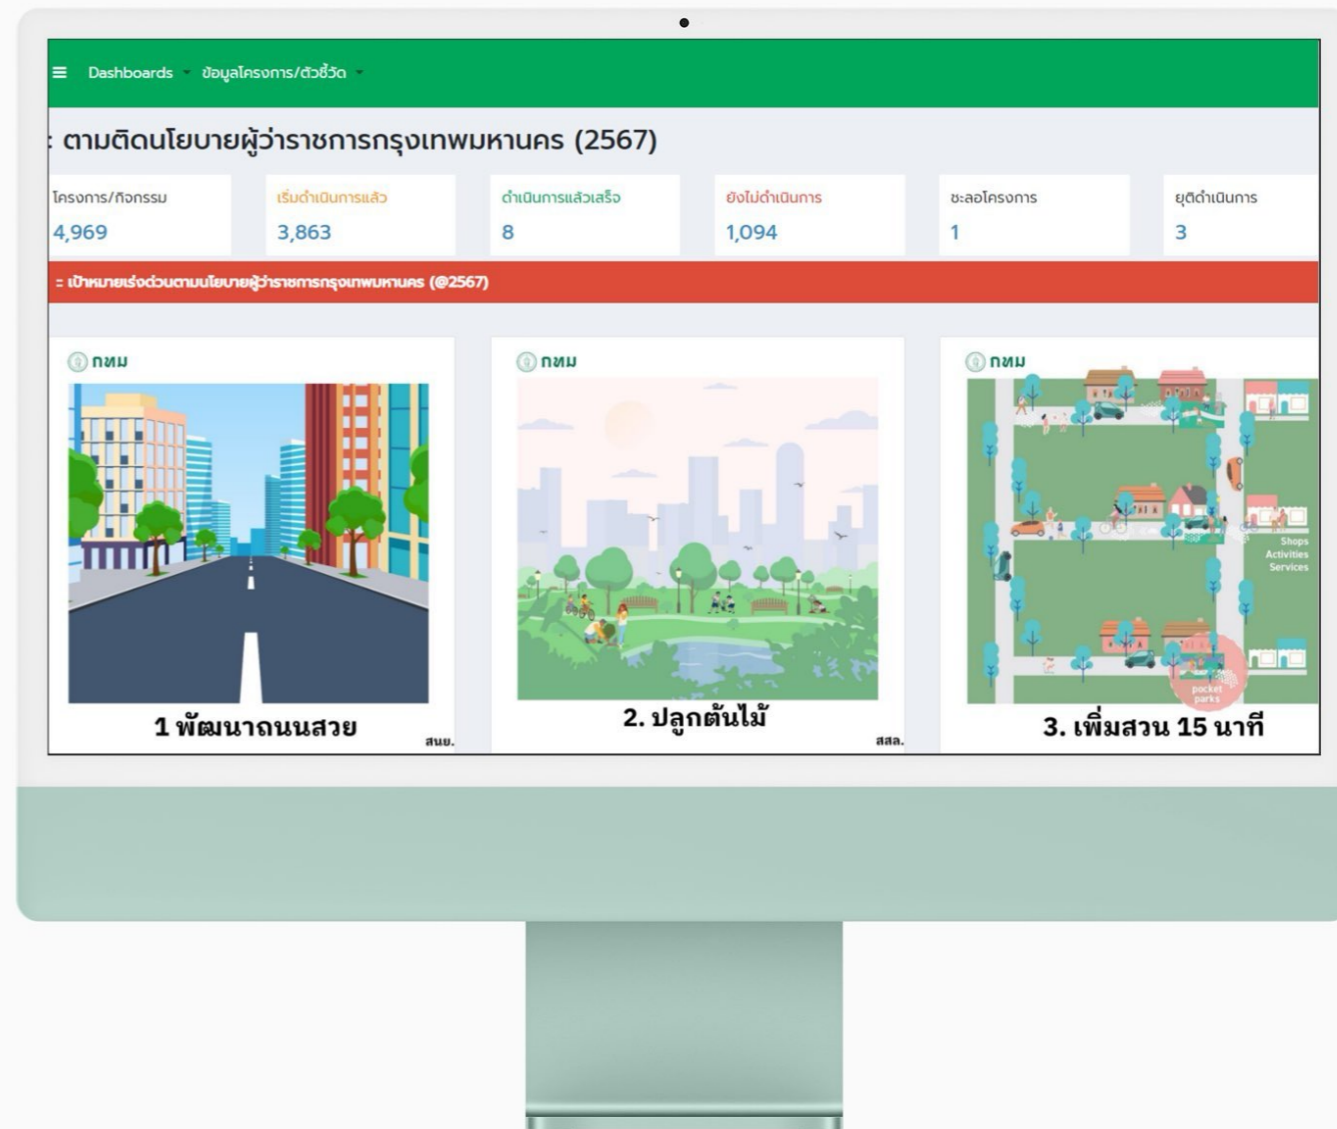 Dashboards ข้อมูลโครงการ/ตัวชี้วัด
: ตามติดนโยบายผู้ว่าราชการกรุงเทพมหานคร (2567)
โครงการ/กิจกรรม เริ่มดำเนินการแล้ว ดำเนินการแล้วเสร็จ ยังไม่ดำเนินการ ชะลอโครงการ ยุติดำเนินการ
4,969 3,863 8 1,094 1 3
:: เป้าหมายเร่งด่วนตามนโยบายผู้ว่าราชการกรุงเทพมหานคร (@2567)
กทม กทม กทม
Shops
Activities
Services
pocket
parks
1 พัฒนาถนนสวย 2. ปลูกต้นไม้ 3. เพิ่มสวน 15 นาที
สนย. สสล.